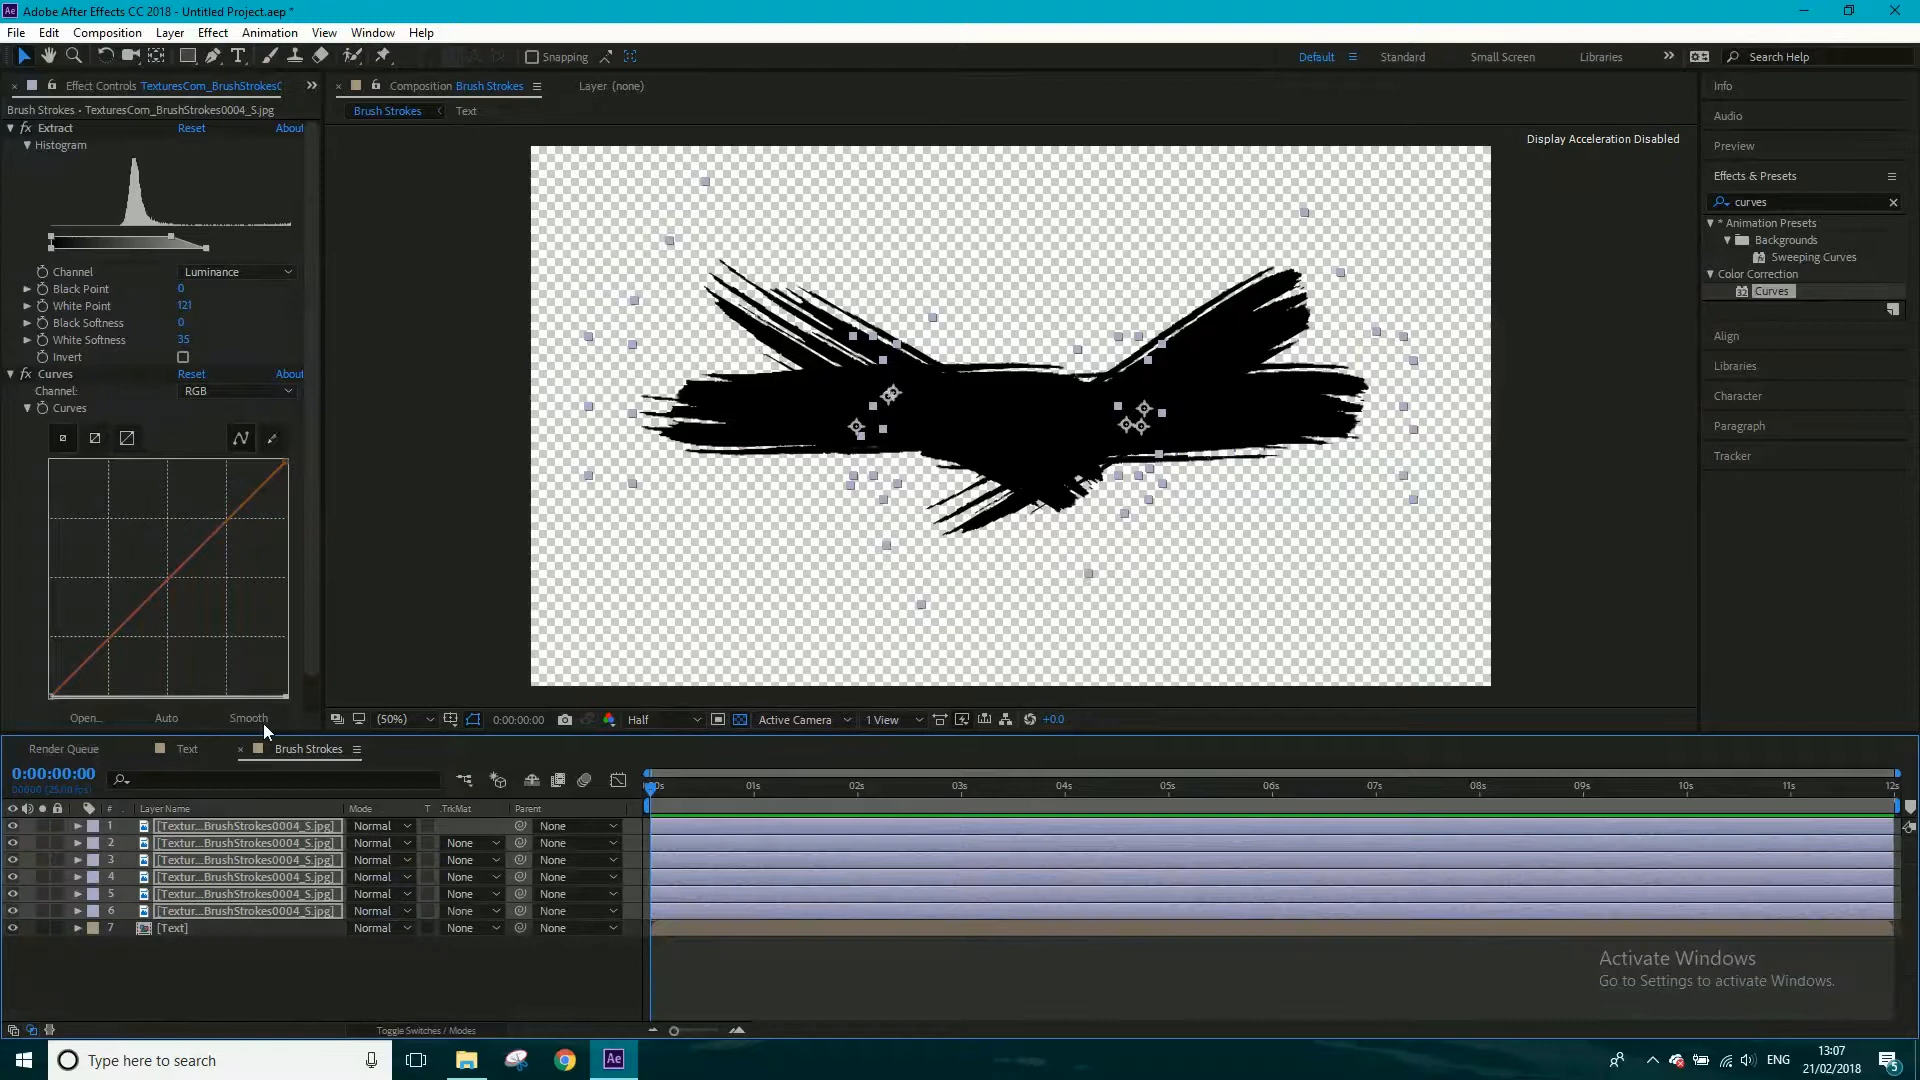 Adobe After Effects CC 2018 - Untitled Project.aep *
File Edit Composition Layer Effect Animation View Window Help
Snapping
Default Standard Small Screen Libraries Search Help
Effect Controls TexturesCom_BrushStrokesC
Composition Brush Strokes
Layer (none)
Brush Strokes • TexturesCom_BrushStrokes0004_S.jpg
Brush Strokes Text
fx Extract Reset About
Histogram
Channel Luminance
Black Point 0
White Point 121
Black Softness 0
White Softness 35
Invert
fx Curves Reset About
Channel: RGB
Curves
Open... Auto Smooth
Display Acceleration Disabled
(50%) 0:00:00:00 Half Active Camera 1 View +0.0
Info
Audio
Preview
Effects & Presets
curves
* Animation Presets
Backgrounds
Sweeping Curves
Color Correction
32 Curves
Align
Libraries
Character
Paragraph
Tracker
Render Queue Text Brush Strokes
0:00:00:00
00000 (25.00 fps)
# Layer Name Mode T .TrkMat Parent
01s 02s 03s 04s 05s 06s 07s 08s 09s 10s 11s 12s
1 [Textur...BrushStrokes0004_S.jpg] Normal None
2 [Textur...BrushStrokes0004_S.jpg] Normal None None
3 [Textur...BrushStrokes0004_S.jpg] Normal None None
4 [Textur...BrushStrokes0004_S.jpg] Normal None None
5 [Textur...BrushStrokes0004_S.jpg] Normal None None
6 [Textur...BrushStrokes0004_S.jpg] Normal None None
7 [Text] Normal None None
Activate Windows
Go to Settings to activate Windows.
Toggle Switches / Modes
Type here to search
Ae
ENG
13:07
21/02/2018
5